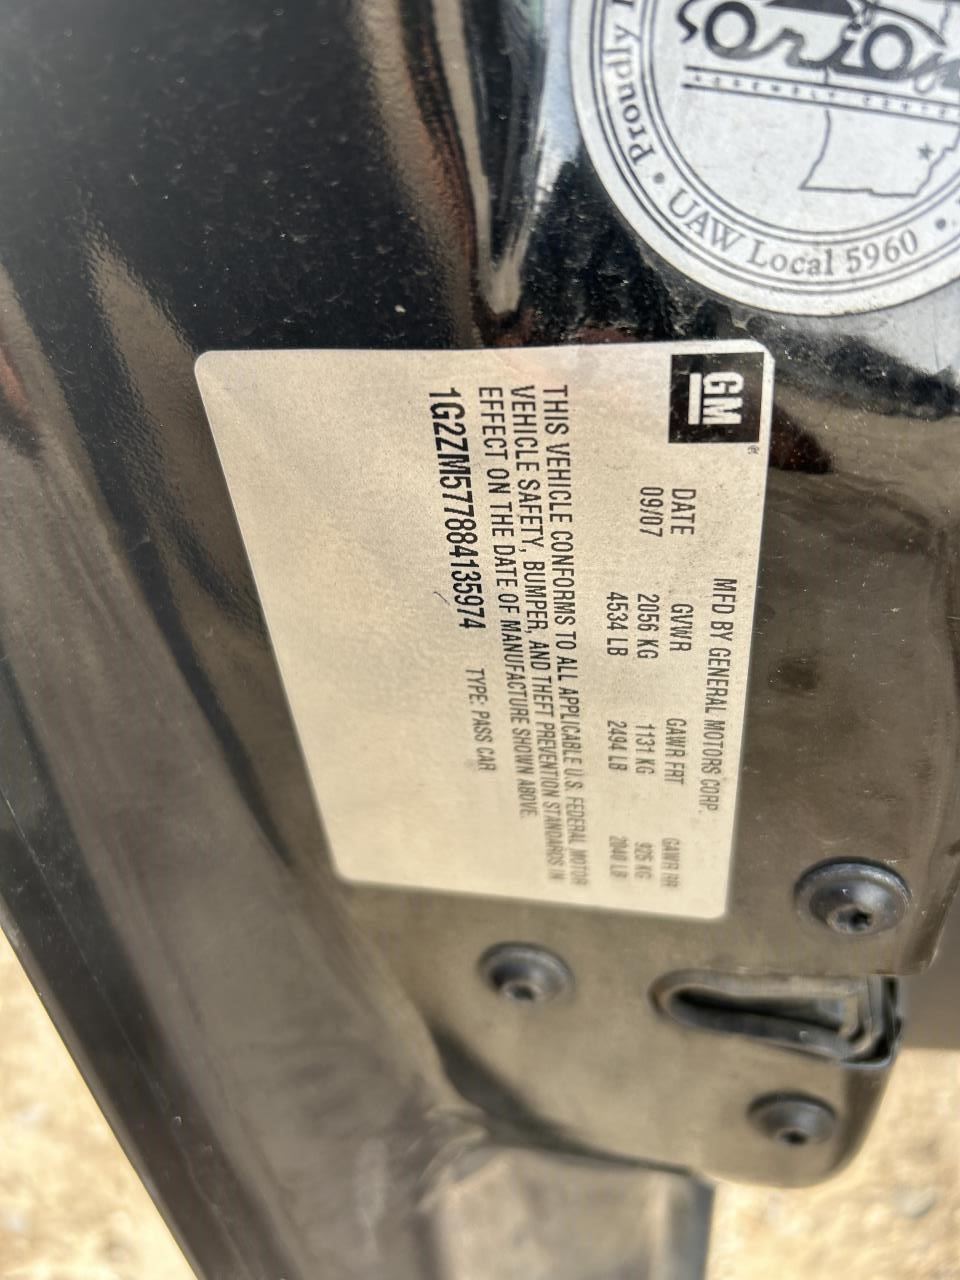 Orion
ASSEMBLY CENTER
Proudly
• UAW Local 5960 •
GM
®
MFD BY GENERAL MOTORS CORP.
DATE GVWR GAWR FRT GAWR RR
09/07 2056 KG 1131 KG 925 KG
4534 LB 2494 LB 2040 LB
THIS VEHICLE CONFORMS TO ALL APPLICABLE U.S. FEDERAL MOTOR
VEHICLE SAFETY, BUMPER, AND THEFT PREVENTION STANDARDS IN
EFFECT ON THE DATE OF MANUFACTURE SHOWN ABOVE.
1G2ZM577884135974 TYPE: PASS CAR